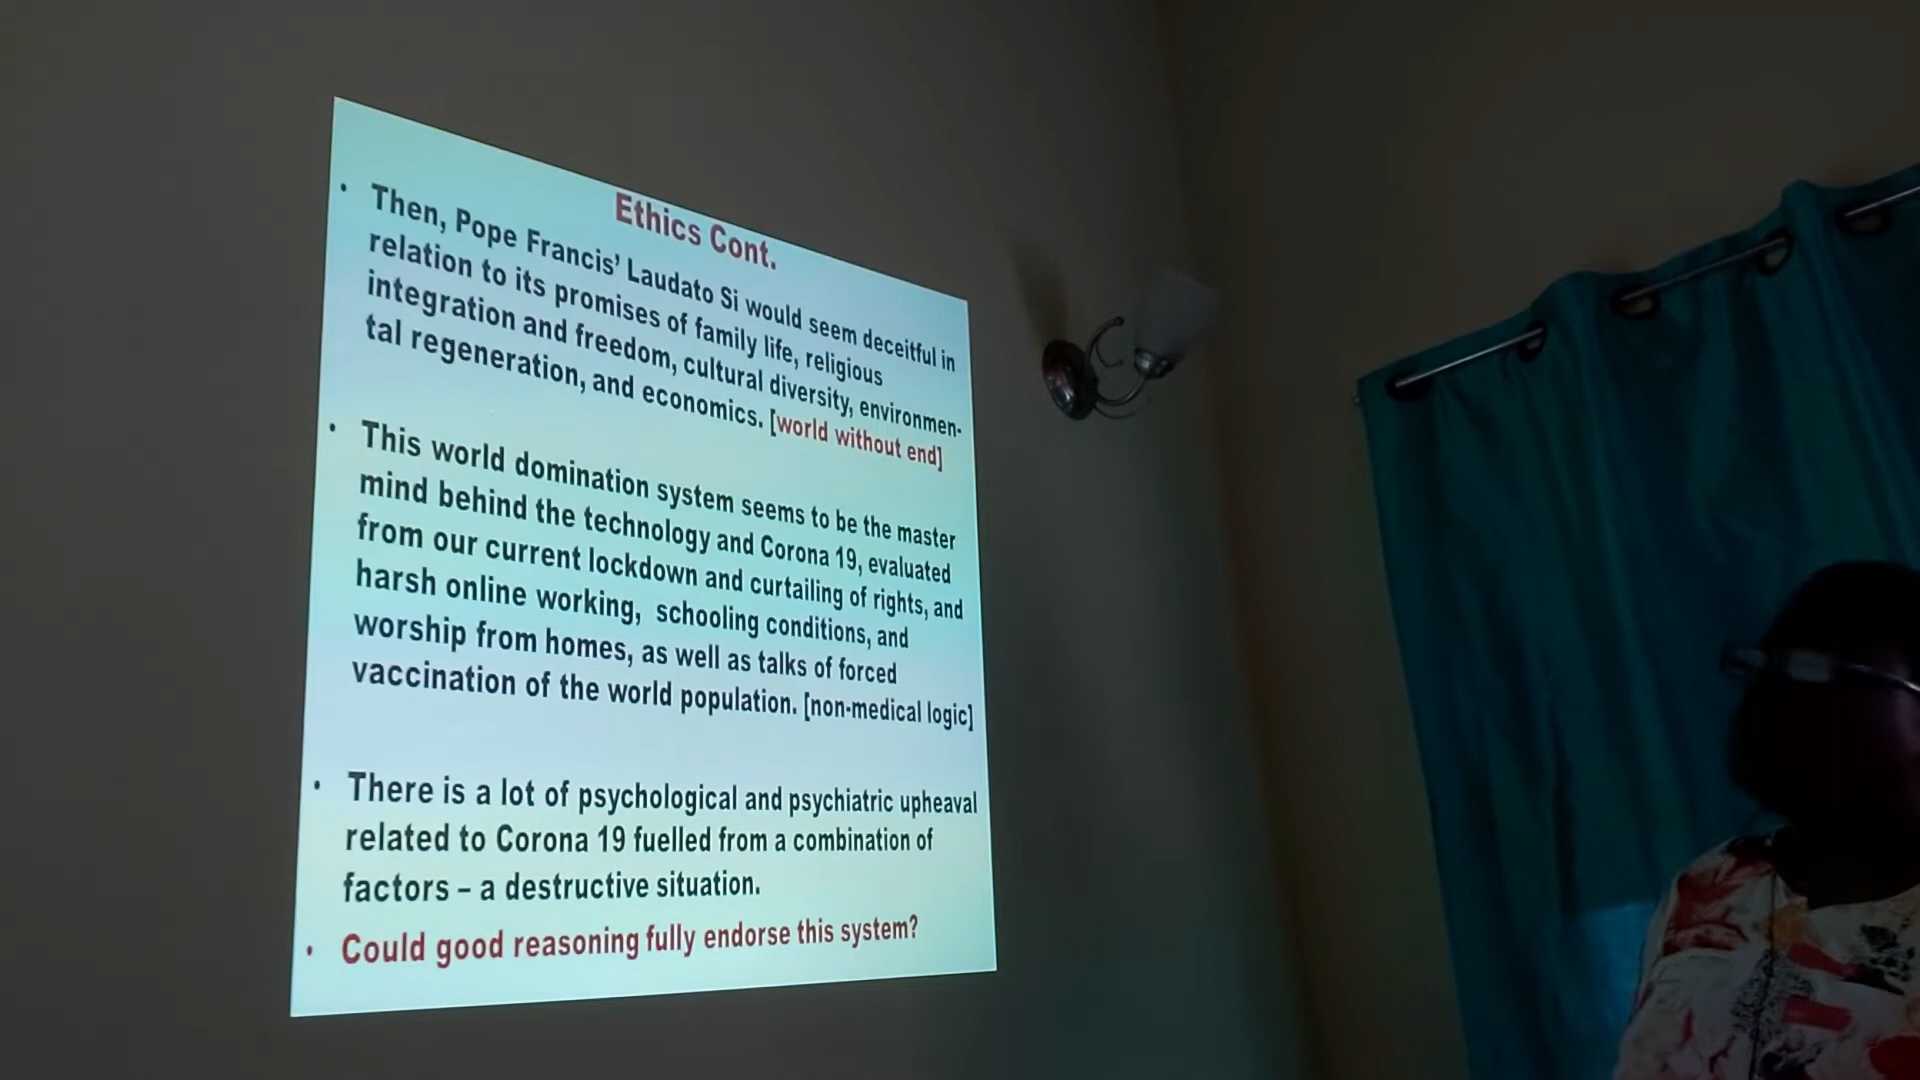 Ethics Cont.
• Then, Pope Francis’ Laudato Si would seem deceitful in
relation to its promises of family life, religious
integration and freedom, cultural diversity, environmen-
tal regeneration, and economics. [world without end]
• This world domination system seems to be the master
mind behind the technology and Corona 19, evaluated
from our current lockdown and curtailing of rights, and
harsh online working, schooling conditions, and
worship from homes, as well as talks of forced
vaccination of the world population. [non-medical logic]
• There is a lot of psychological and psychiatric upheaval
related to Corona 19 fuelled from a combination of
factors – a destructive situation.
• Could good reasoning fully endorse this system?